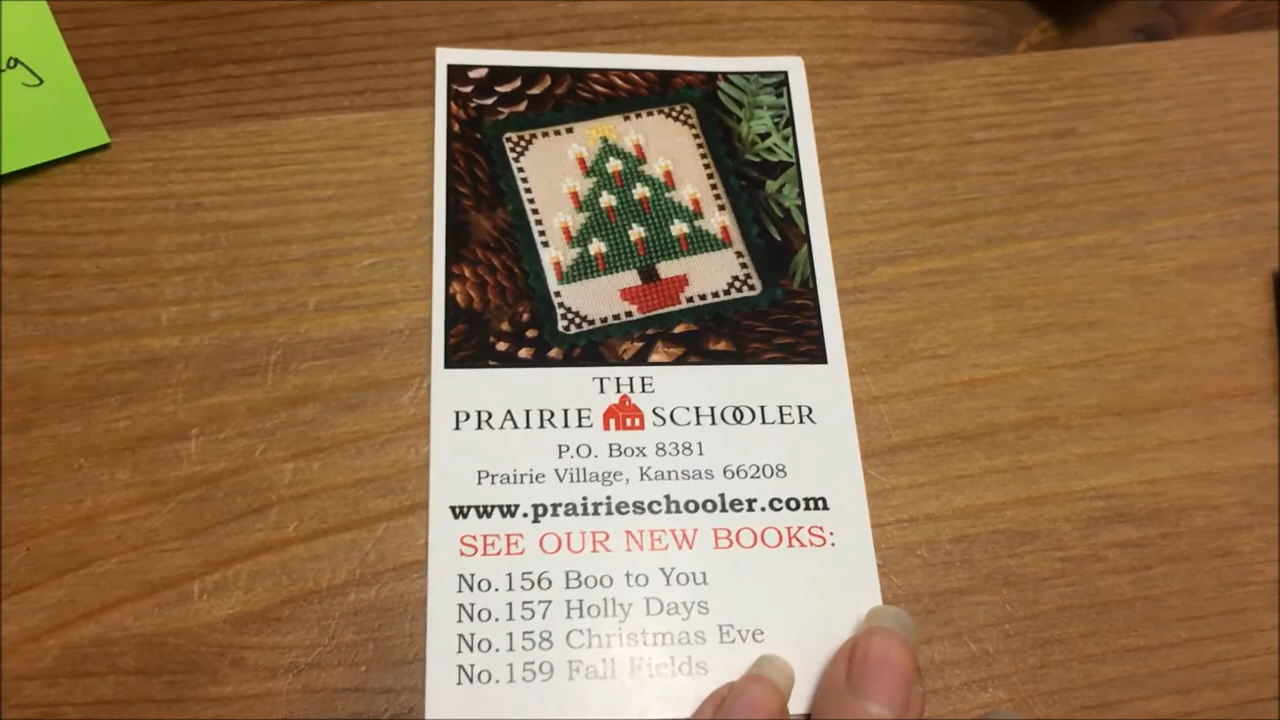 THE
PRAIRIE SCHOOLER
P.O. Box 8381
Prairie Village, Kansas 66208
www.prairieschooler.com
SEE OUR NEW BOOKS:
No.156 Boo to You
No.157 Holly Days
No.158 Christmas Eve
No.159 Fall Fields